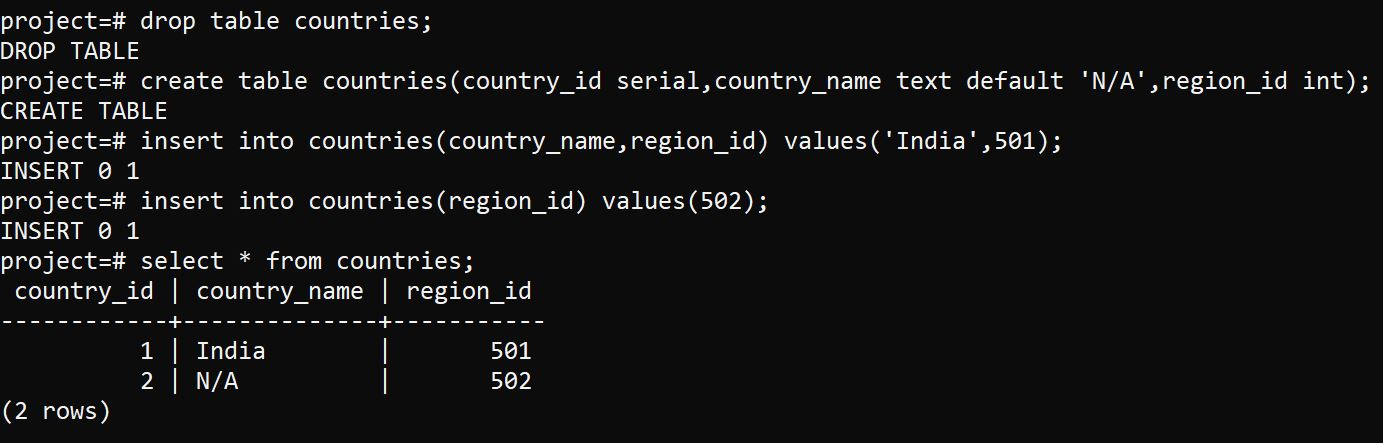 project=# drop table countries;
DROP TABLE
project=# create table countries(country_id serial,country_name text default 'N/A',region_id int);
CREATE TABLE
project=# insert into countries(country_name,region_id) values('India',501);
INSERT 0 1
project=# insert into countries(region_id) values(502);
INSERT 0 1
project=# select * from countries;
 country_id | country_name | region_id
------------+--------------+-----------
          1 | India        |       501
          2 | N/A          |       502
(2 rows)